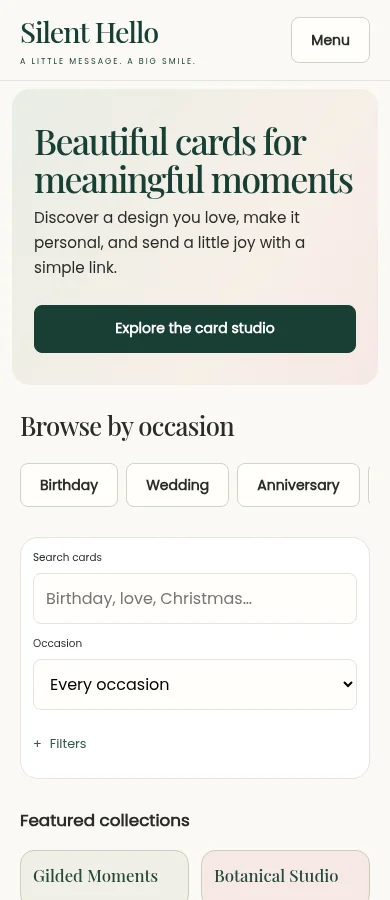 Silent Hello
Menu
A LITTLE MESSAGE. A BIG SMILE.
Beautiful cards for
meaningful moments
Discover a design you love, make it
personal, and send a little joy with a
simple link.
Explore the card studio
Browse by occasion
Birthday
Wedding
Anniversary
Search cards
Birthday, love, Christmas...
Occasion
Every occasion
+ Filters
Featured collections
Gilded Moments
Botanical Studio